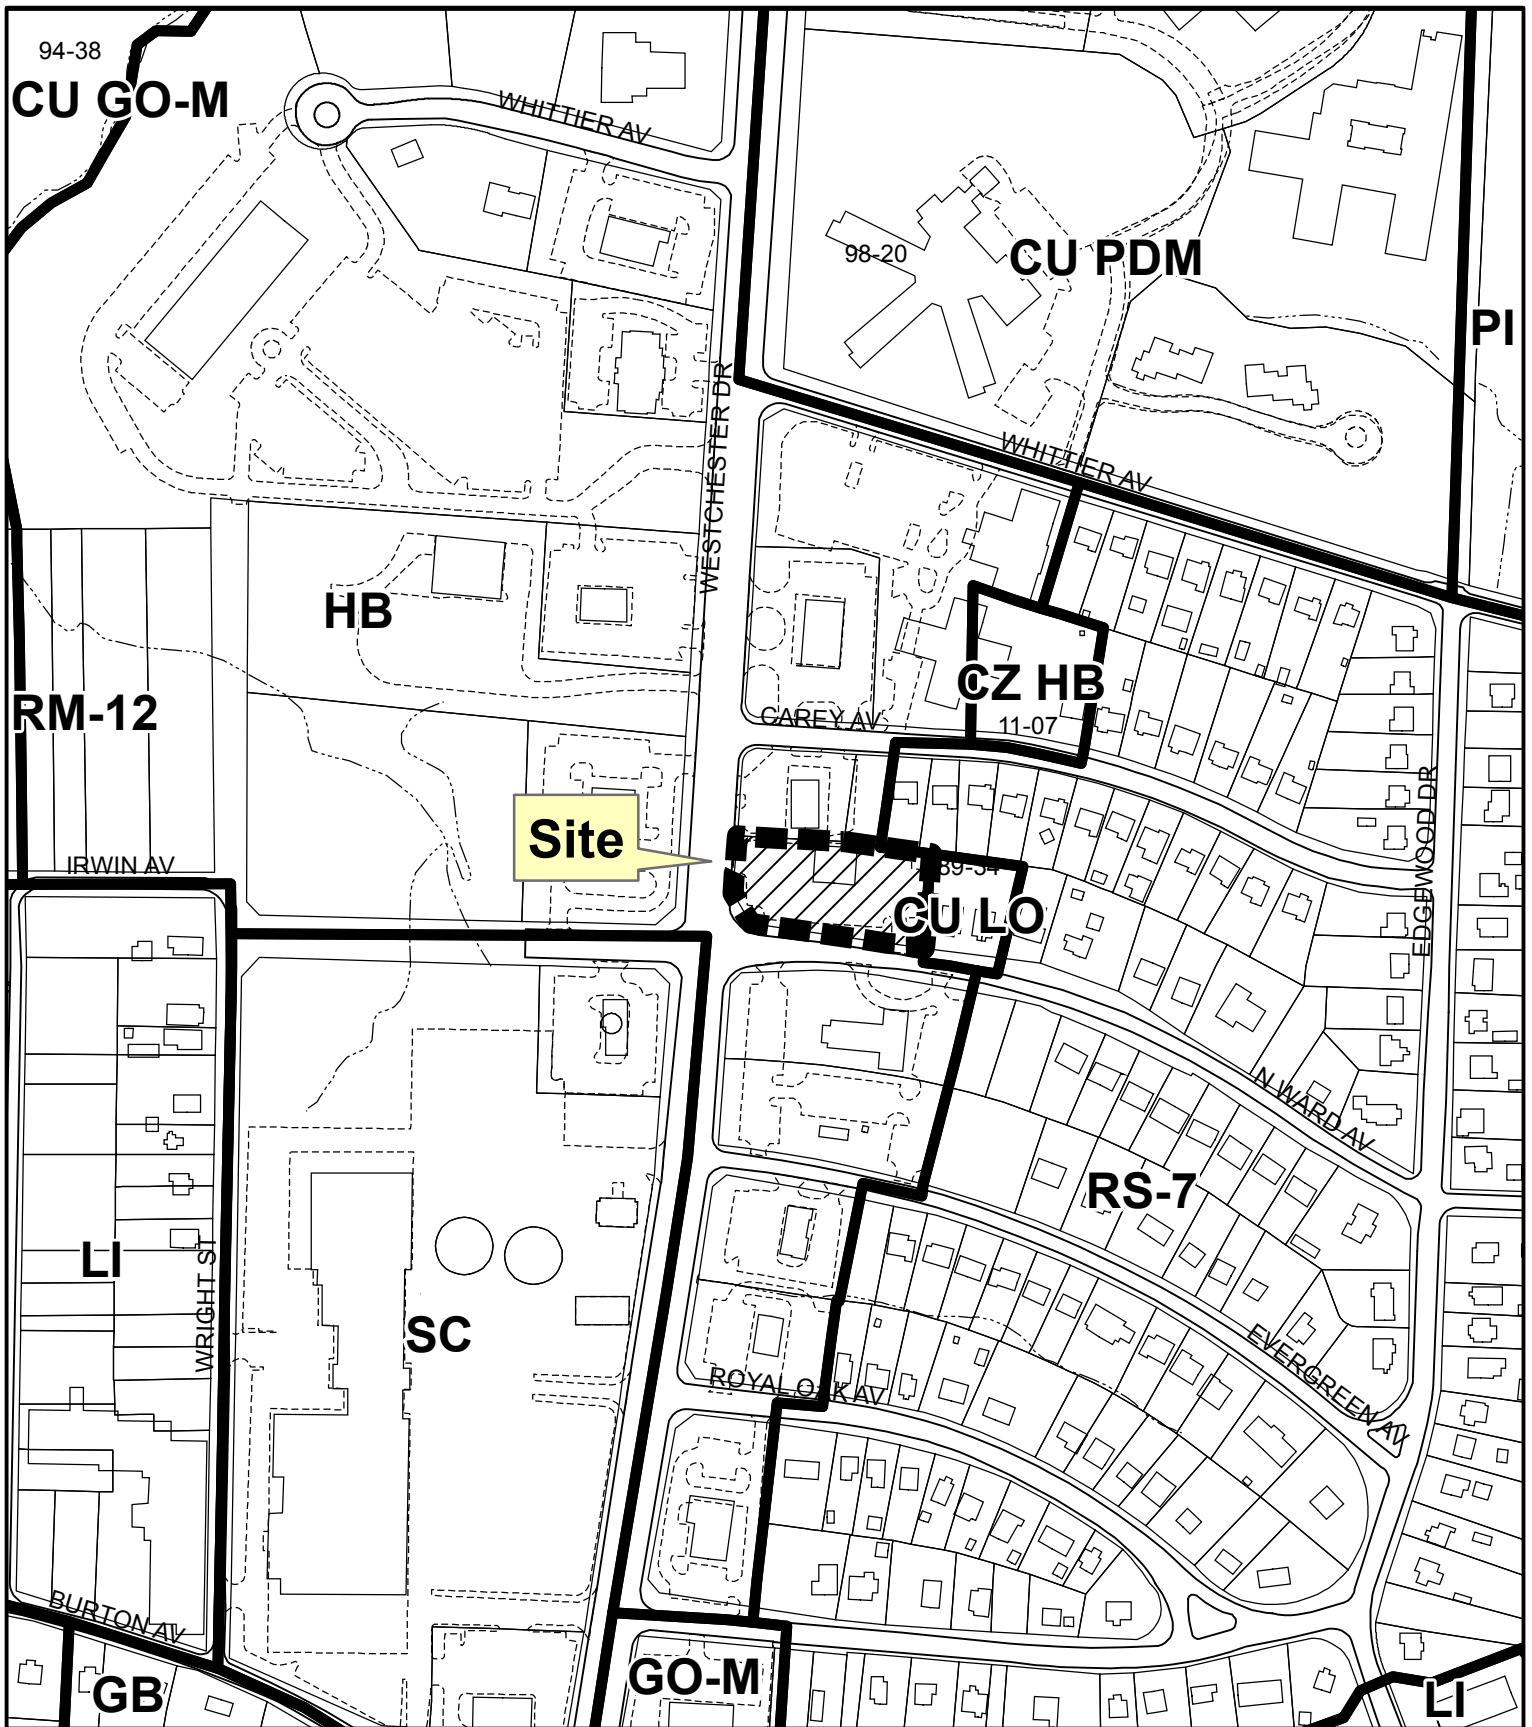 94-38
CU GO-M
WHITTIER AV
98-20
CU PDM
PI
WESTCHESTER DR
WHITTIER AV
HB
CZ HB
11-07
RM-12
CAREY AV
EDGEWOOD DR
Site
IRWIN AV
89-54
CU LO
N WARD AV
RS-7
LI
WRIGHT ST
SC
EVERGREEN AV
ROYAL OAK AV
BURTON AV
GB
GO-M
LI